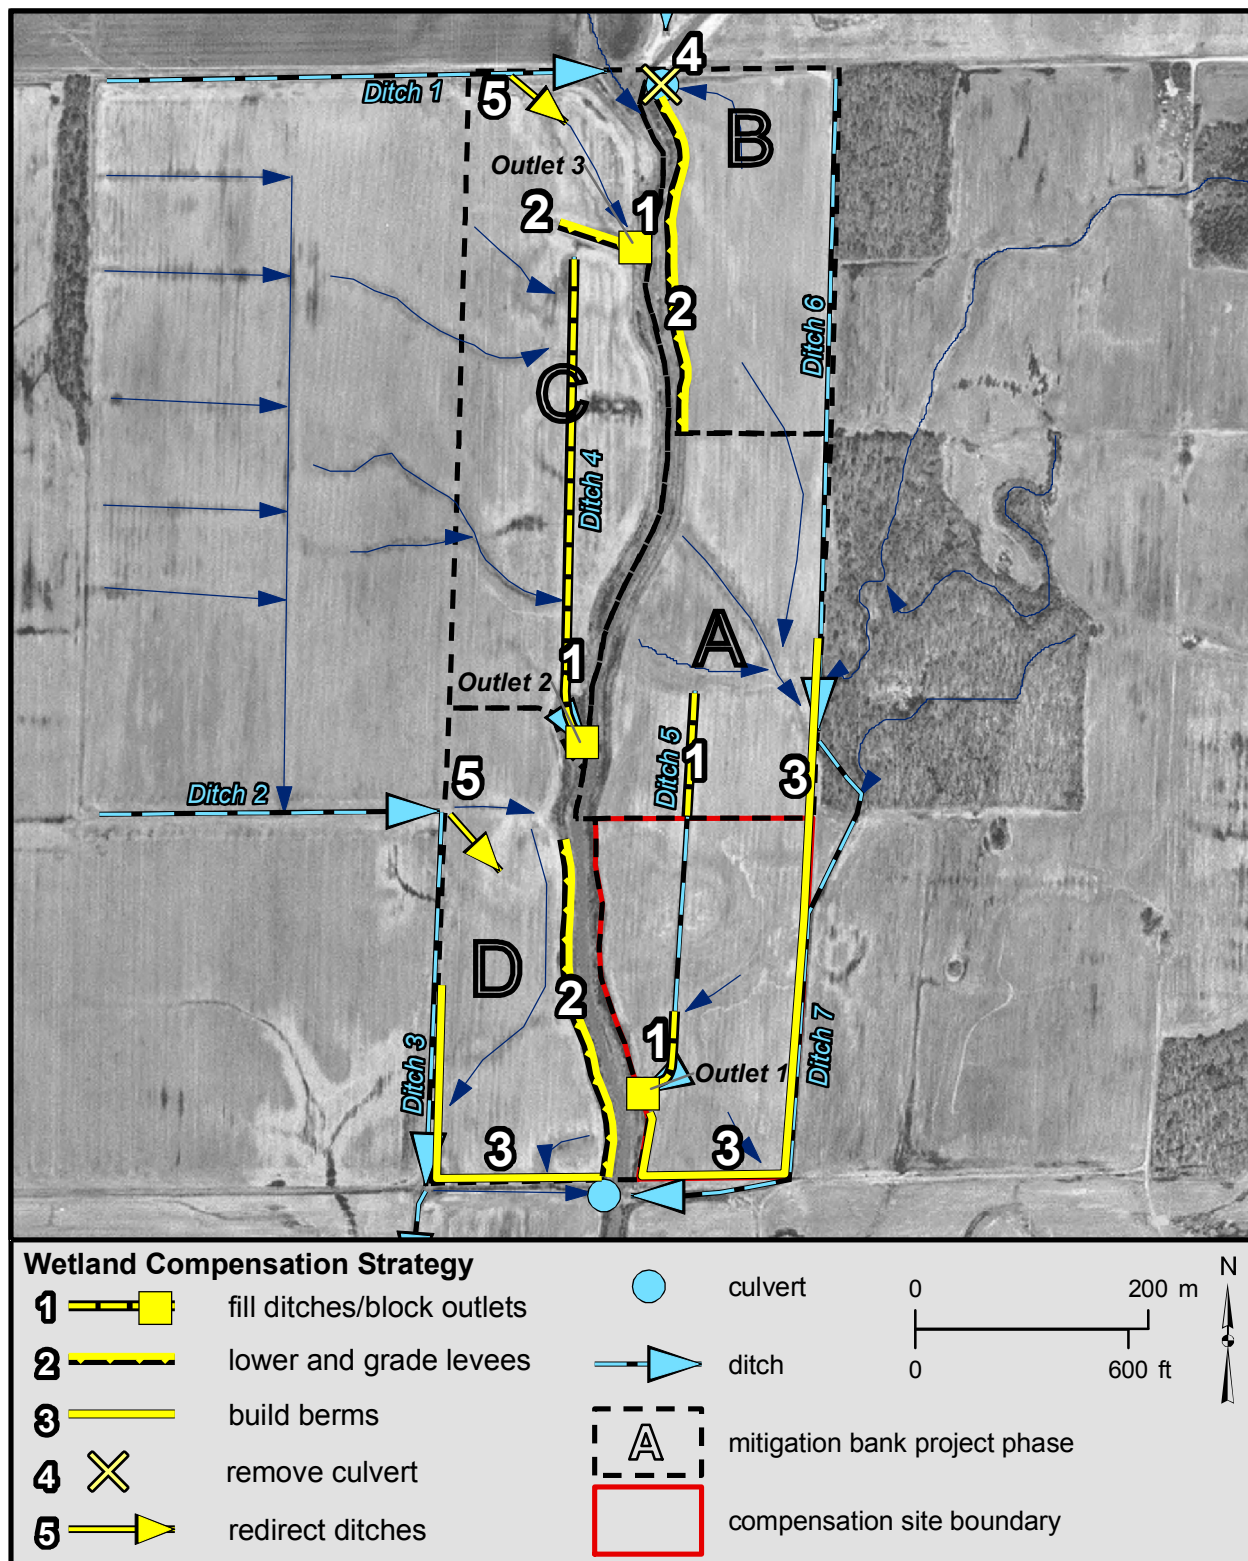 4
Ditch 1
5
B
Outlet 3
2
1
2
Ditch 6
C
Ditch 4
A
1
Outlet 2
Ditch 5
1
5
3
Ditch 2
D
2
Ditch 3
1
Outlet 1
Ditch 7
3
3
Wetland Compensation Strategy
1 fill ditches/block outlets
2 lower and grade levees
3 build berms
4 remove culvert
5 redirect ditches
culvert
ditch
A mitigation bank project phase
compensation site boundary
0 200 m
0 600 ft
N